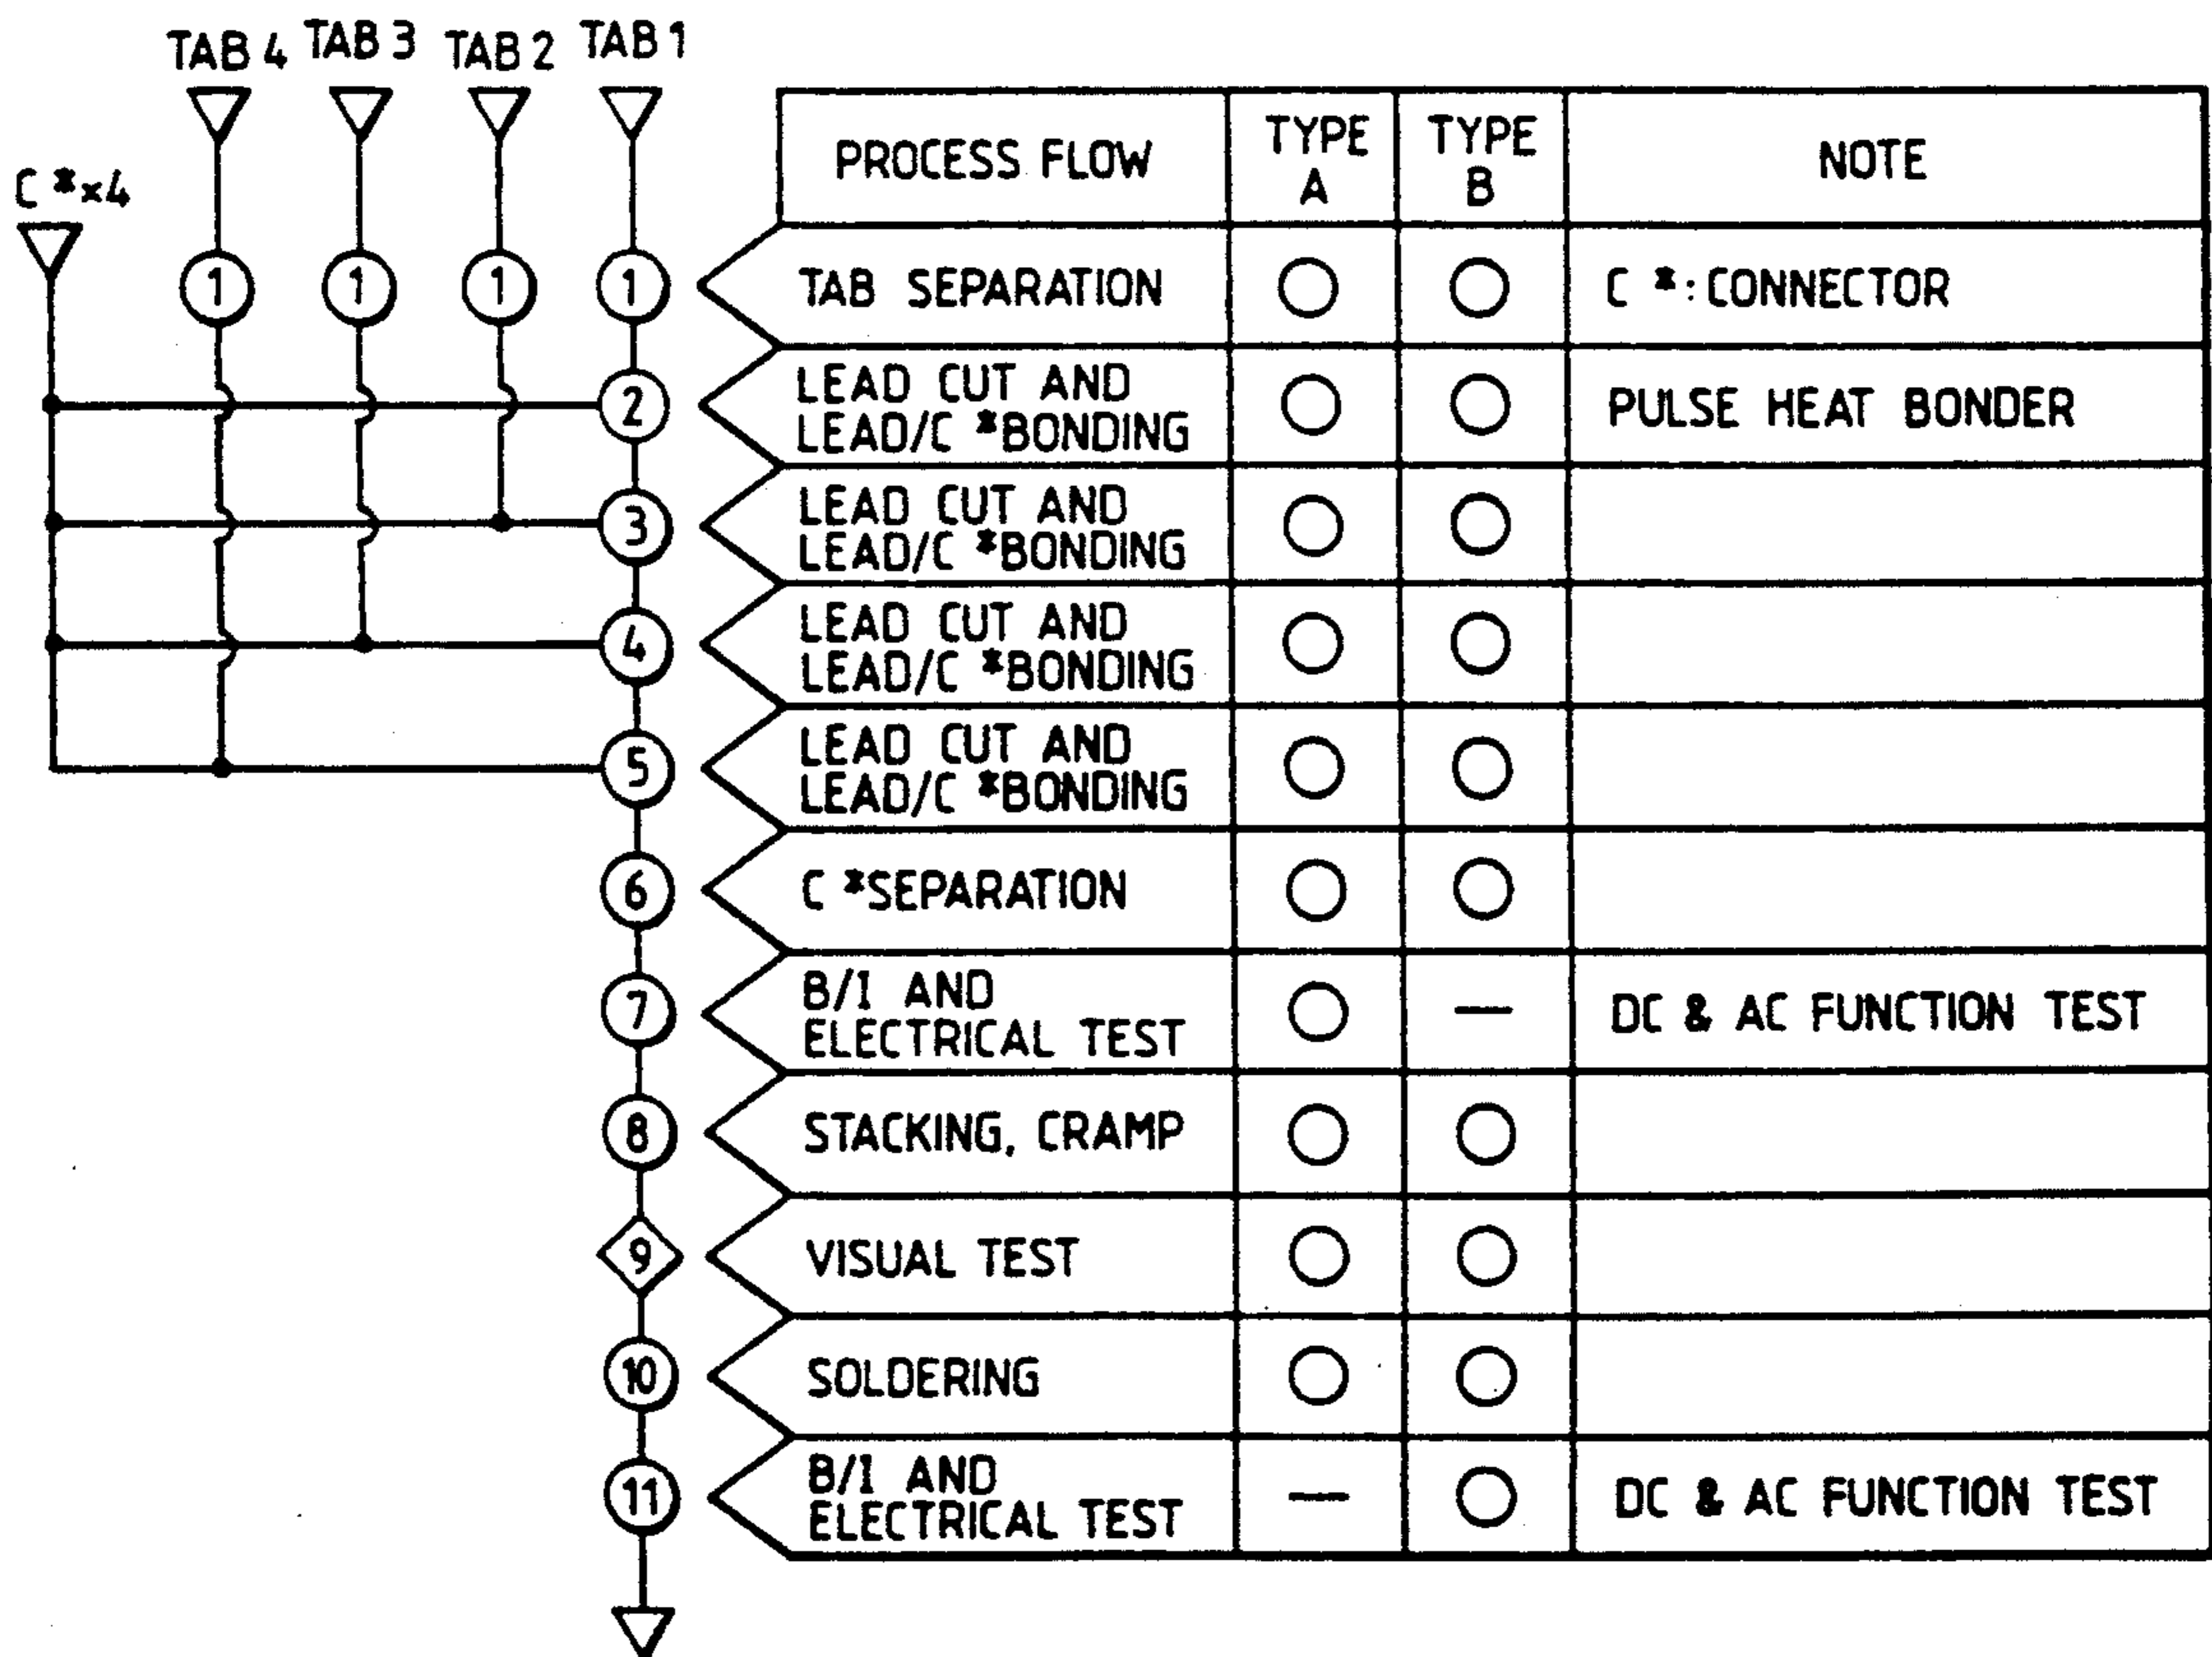 TAB 4 TAB 3 TAB 2 TAB 1
C *×4
PROCESS FLOW TYPE A TYPE B NOTE
1 1 1 1 TAB SEPARATION ○ ○ C *: CONNECTOR
2 LEAD CUT AND
LEAD/C *BONDING ○ ○ PULSE HEAT BONDER
3 LEAD CUT AND
LEAD/C *BONDING ○ ○
4 LEAD CUT AND
LEAD/C *BONDING ○ ○
5 LEAD CUT AND
LEAD/C *BONDING ○ ○
6 C *SEPARATION ○ ○
7 B/I AND
ELECTRICAL TEST ○ — DC & AC FUNCTION TEST
8 STACKING, CRAMP ○ ○
9 VISUAL TEST ○ ○
10 SOLDERING ○ ○
11 B/I AND
ELECTRICAL TEST — ○ DC & AC FUNCTION TEST